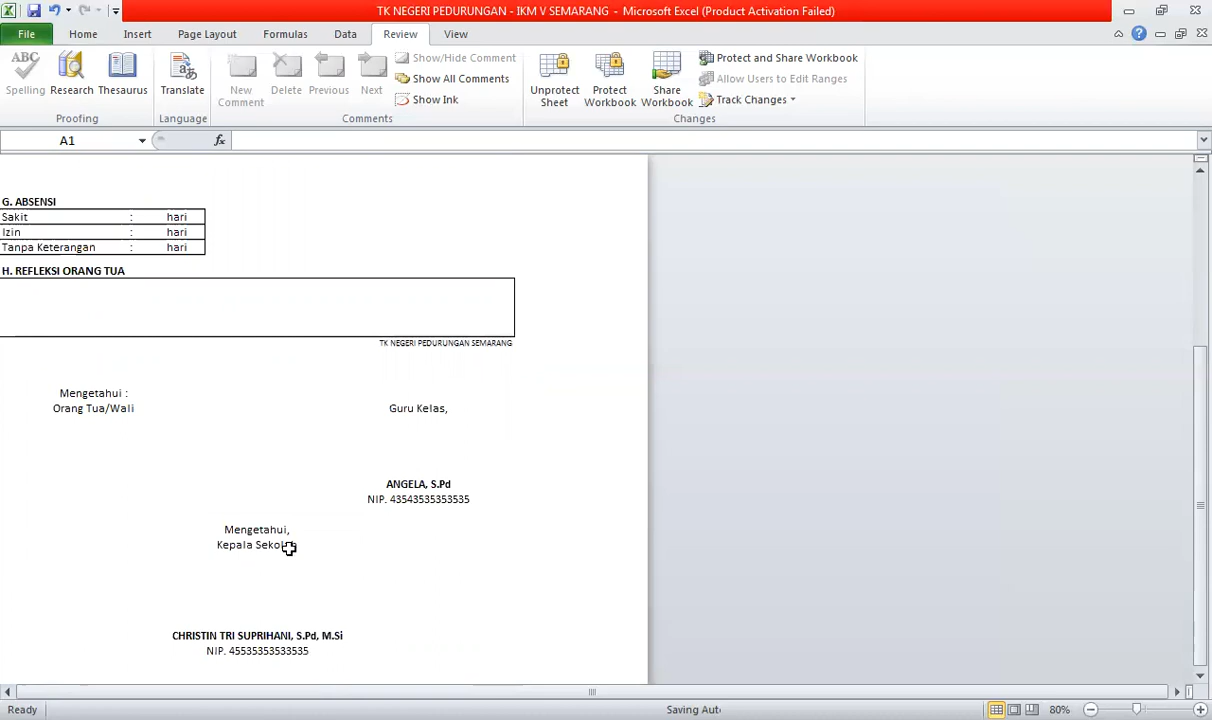 TK NEGERI PEDURUNGAN - IKM V SEMARANG - Microsoft Excel (Product Activation Failed)
File Home Insert Page Layout Formulas Data Review View
ABC
Spelling Research Thesaurus Translate New Comment Delete Previous Next
Show/Hide Comment
Show All Comments
Show Ink
Unprotect Sheet Protect Workbook Share Workbook
Protect and Share Workbook
Allow Users to Edit Ranges
Track Changes
Proofing Language Comments Changes
A1 fx
G. ABSENSI
Sakit : hari
Izin : hari
Tanpa Keterangan : hari
H. REFLEKSI ORANG TUA
TK NEGERI PEDURUNGAN SEMARANG
Mengetahui :
Orang Tua/Wali Guru Kelas,
ANGELA, S.Pd
NIP. 43543535353535
Mengetahui,
Kepala
CHRISTIN TRI SUPRIHANI, S.Pd, M.Si
NIP. 45535353533535
Ready Saving 80%